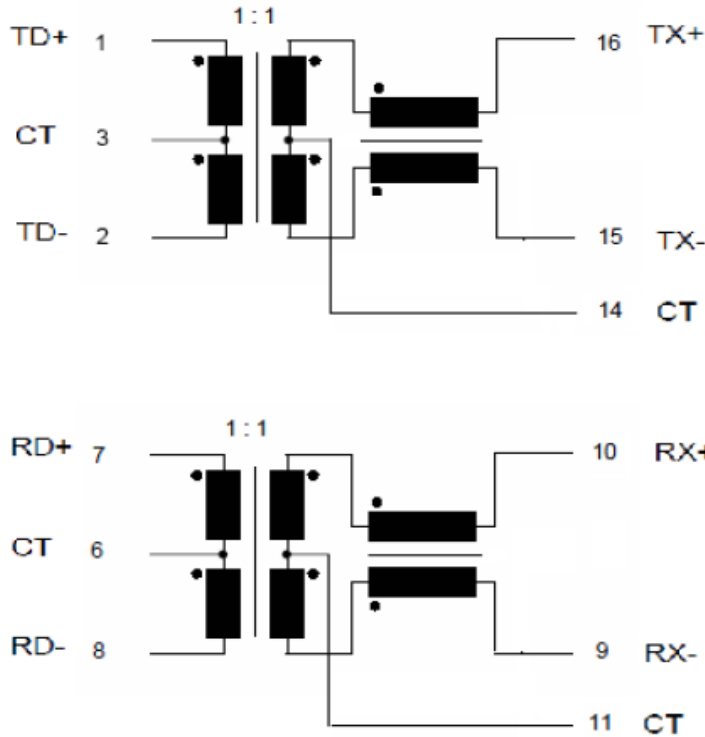 1 : 1
TD+ 1 16 TX+
CT 3
TD- 2 15 TX-
14 CT
1 : 1
RD+ 7 10 RX+
CT 6
RD- 8 9 RX-
11 CT